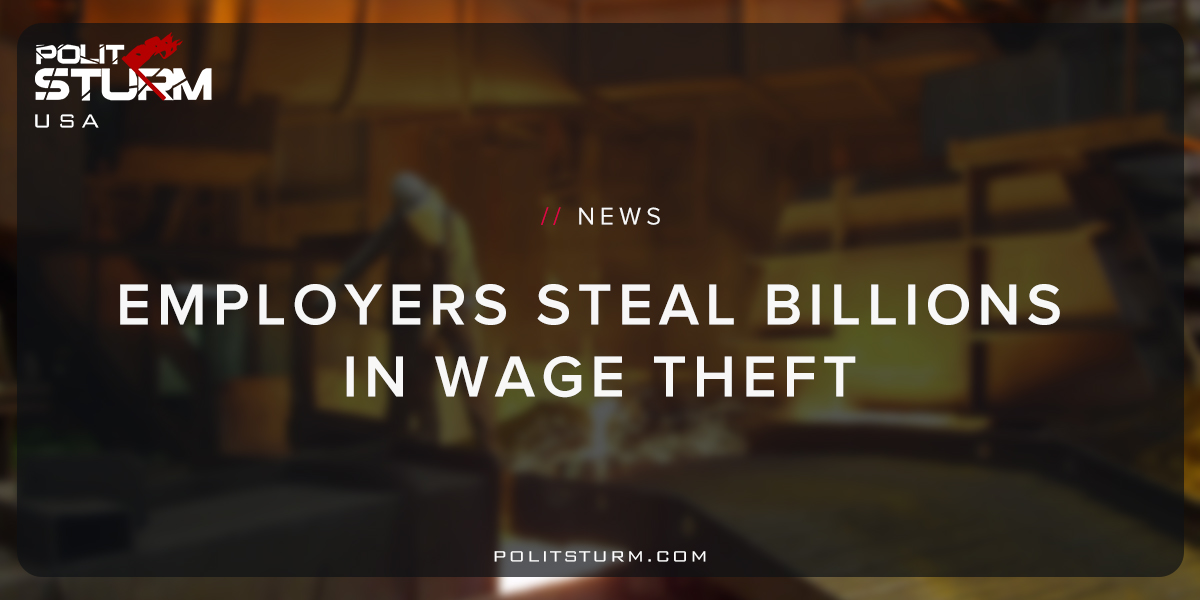 POLIT
STURM
USA
// NEWS
EMPLOYERS STEAL BILLIONS
IN WAGE THEFT
POLITSTURM.COM